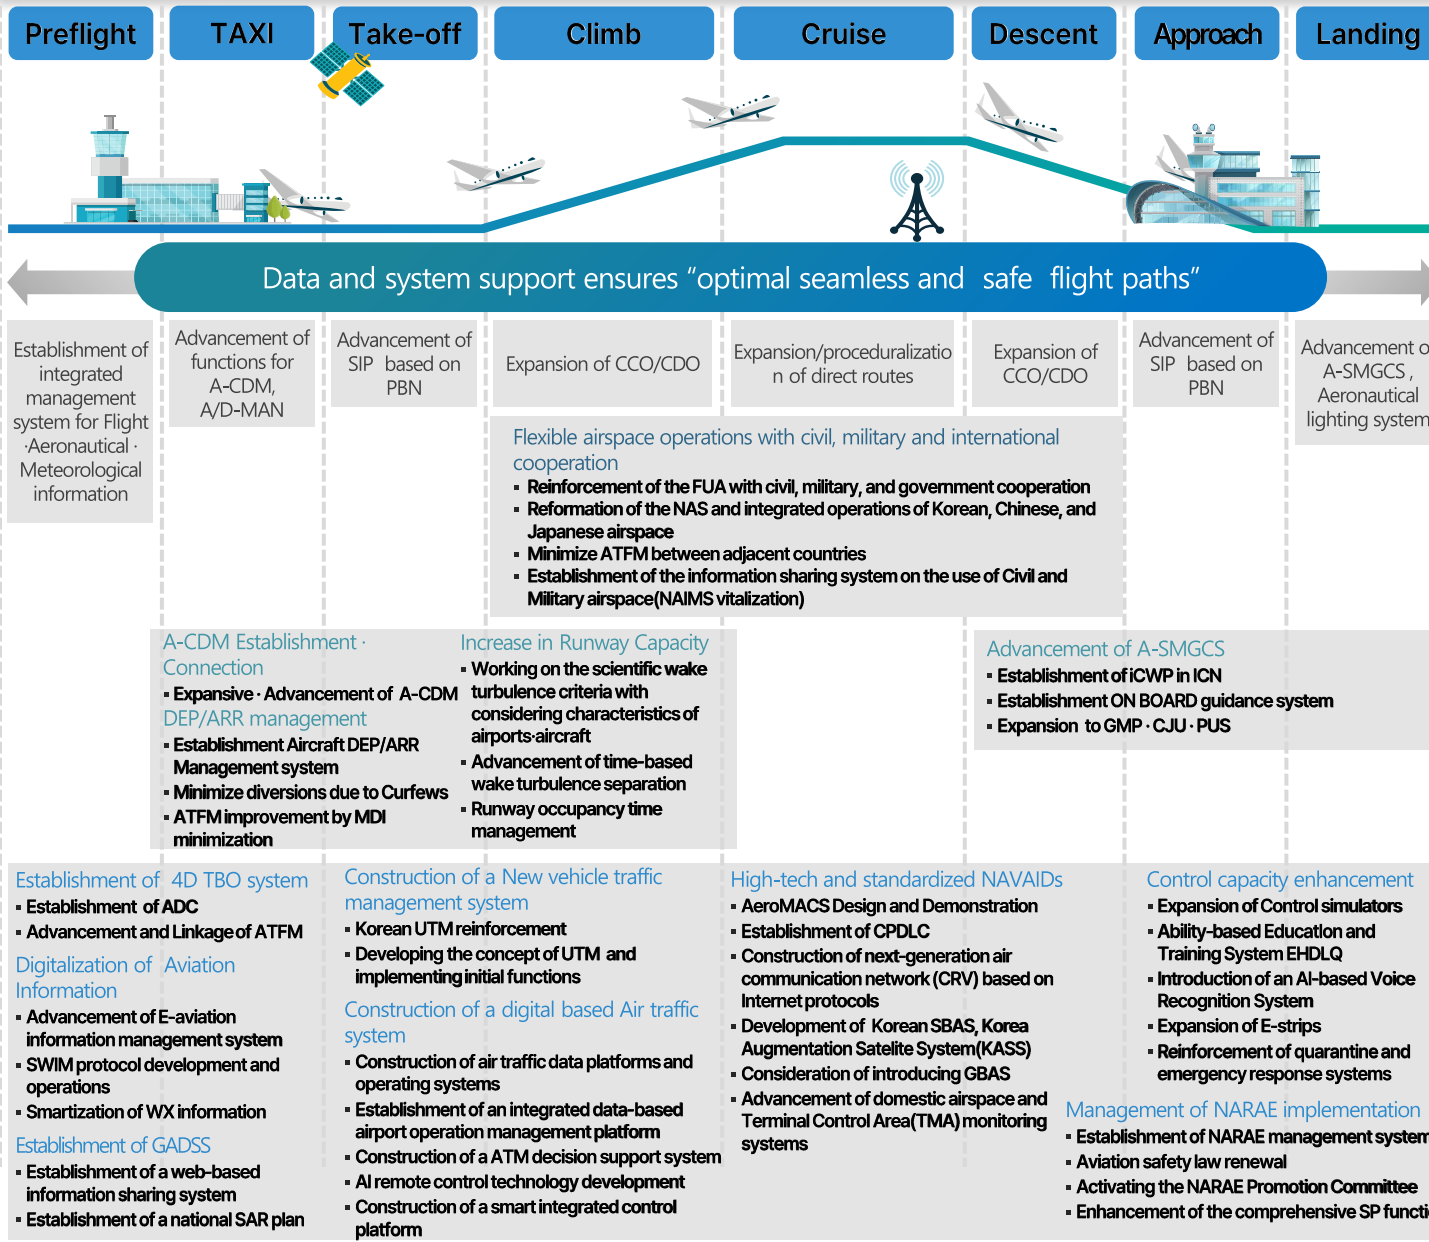 Preflight
TAXI
Take-off
Climb
Cruise
Descent
Approach
Landing
Data and system support ensures “optimal seamless and safe flight paths”
Establishment of
integrated
management
system for Flight
·Aeronautical ·
Meteorological
information
Advancement of
functions for
A-CDM,
A/D-MAN
Advancement of
SIP based on
PBN
Expansion of CCO/CDO
Expansion/proceduralizatio
n of direct routes
Expansion of
CCO/CDO
Advancement of
SIP based on
PBN
Advancement o
A-SMGCS ,
Aeronautical
lighting system
Flexible airspace operations with civil, military and international
cooperation
▪ Reinforcement of the FUA with civil, military, and government cooperation
▪ Reformation of the NAS and integrated operations of Korean, Chinese, and
Japanese airspace
▪ Minimize ATFM between adjacent countries
▪ Establishment of the information sharing system on the use of Civil and
Military airspace(NAIMS vitalization)
A-CDM Establishment ·
Connection
▪ Expansive · Advancement of A-CDM
DEP/ARR management
▪ Establishment Aircraft DEP/ARR
Management system
▪ Minimize diversions due to Curfews
▪ ATFM improvement by MDI
minimization
Increase in Runway Capacity
▪ Working on the scientific wake
turbulence criteria with
considering characteristics of
airports·aircraft
▪ Advancement of time-based
wake turbulence separation
▪ Runway occupancy time
management
Advancement of A-SMGCS
▪ Establishment of iCWP in ICN
▪ Establishment ON BOARD guidance system
▪ Expansion to GMP · CJU · PUS
Establishment of 4D TBO system
▪ Establishment of ADC
▪ Advancement and Linkage of ATFM
Digitalization of Aviation
Information
▪ Advancement of E-aviation
information management system
▪ SWIM protocol development and
operations
▪ Smartization of WX information
Establishment of GADSS
▪ Establishment of a web-based
information sharing system
▪ Establishment of a national SAR plan
Construction of a New vehicle traffic
management system
▪ Korean UTM reinforcement
▪ Developing the concept of UTM and
implementing initial functions
Construction of a digital based Air traffic
system
▪ Construction of air traffic data platforms and
operating systems
▪ Establishment of an integrated data-based
airport operation management platform
▪ Construction of a ATM decision support system
▪ AI remote control technology development
▪ Construction of a smart integrated control
platform
High-tech and standardized NAVAIDs
▪ AeroMACS Design and Demonstration
▪ Establishment of CPDLC
▪ Construction of next-generation air
communication network (CRV) based on
Internet protocols
▪ Development of Korean SBAS, Korea
Augmentation Satelite System(KASS)
▪ Consideration of introducing GBAS
▪ Advancement of domestic airspace and
Terminal Control Area(TMA) monitoring
systems
Control capacity enhancement
▪ Expansion of Control simulators
▪ Ability-based EducatIon and
Training System EHDLQ
▪ Introduction of an AI-based Voice
Recognition System
▪ Expansion of E-strips
▪ Reinforcement of quarantine and
emergency response systems
Management of NARAE implementation
▪ Establishment of NARAE management system
▪ Aviation safety law renewal
▪ Activating the NARAE Promotion Committee
▪ Enhancement of the comprehensive SP functi